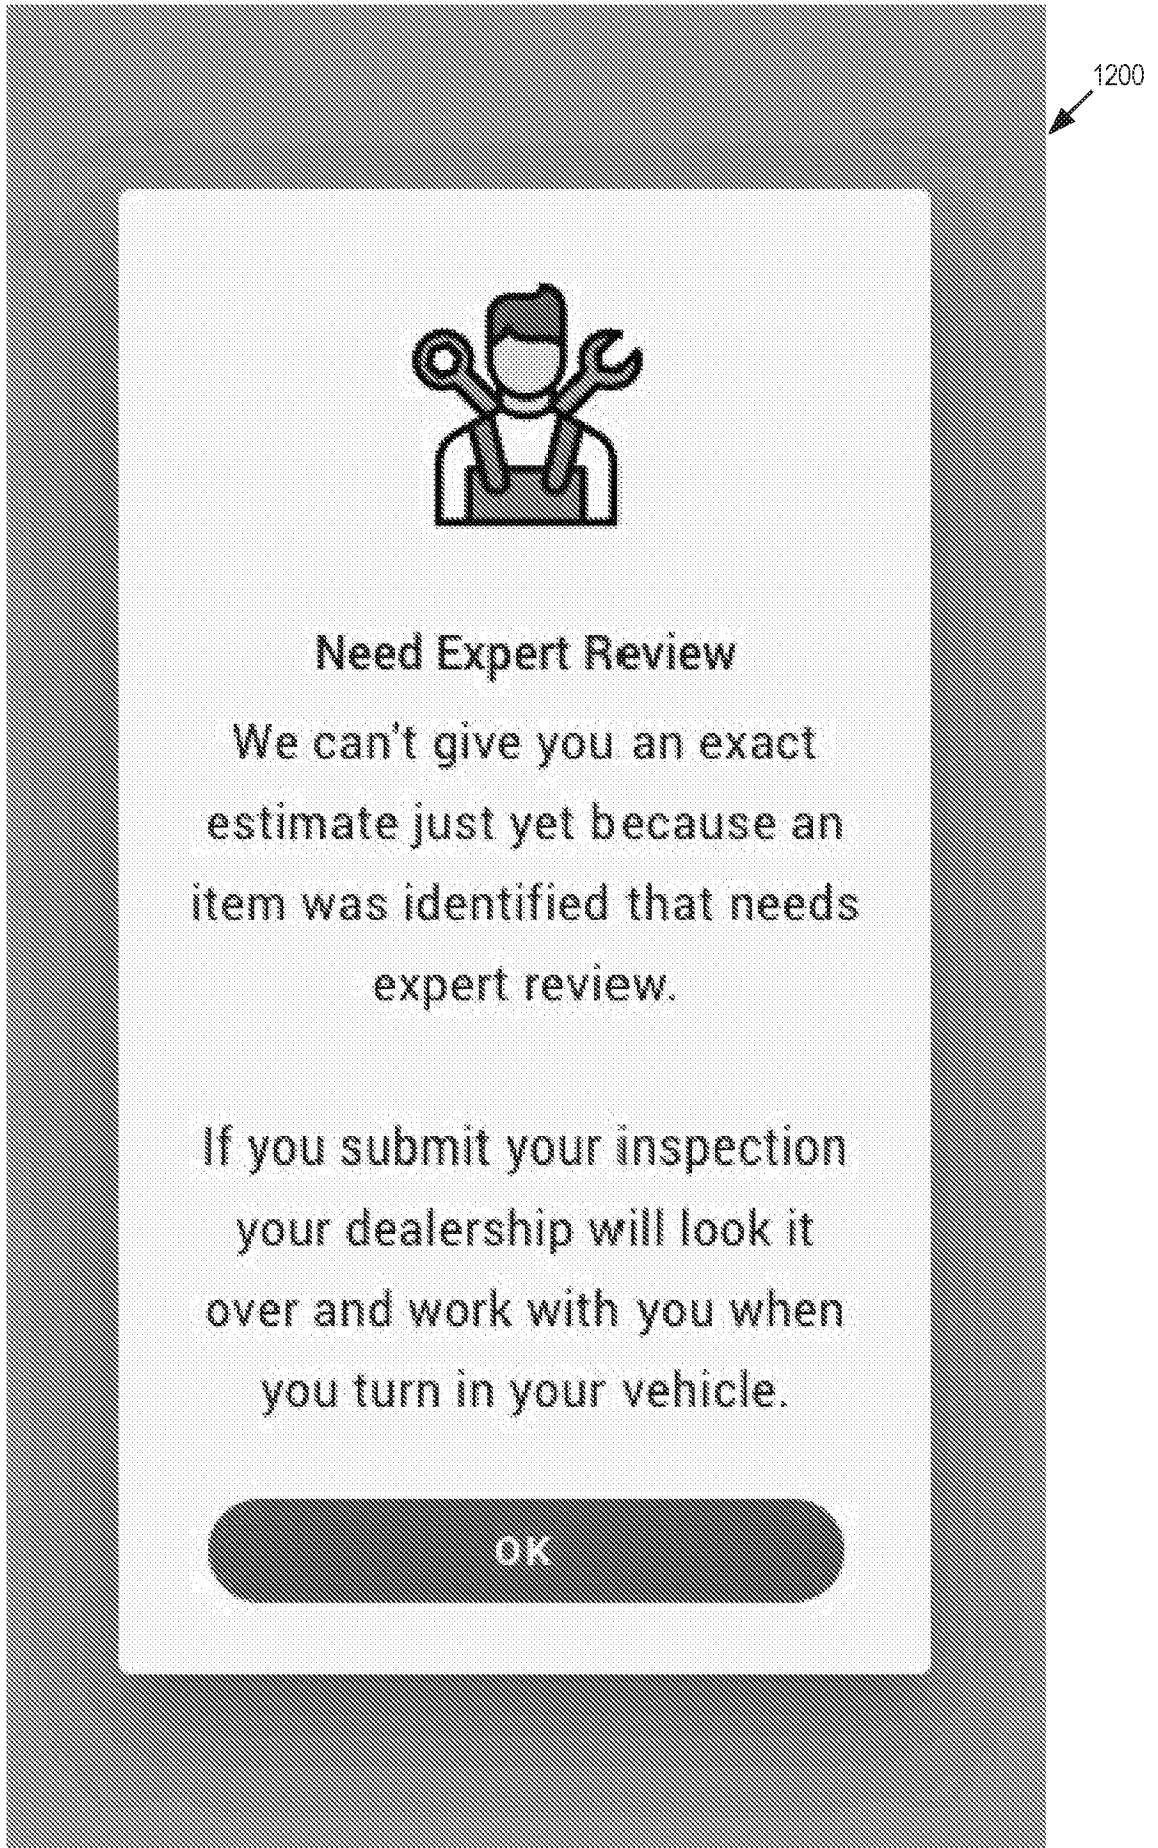 1200
Need Expert Review
We can't give you an exact
estimate just yet because an
item was identified that needs
expert review.
If you submit your inspection
your dealership will look it
over and work with you when
you turn in your vehicle.
OK